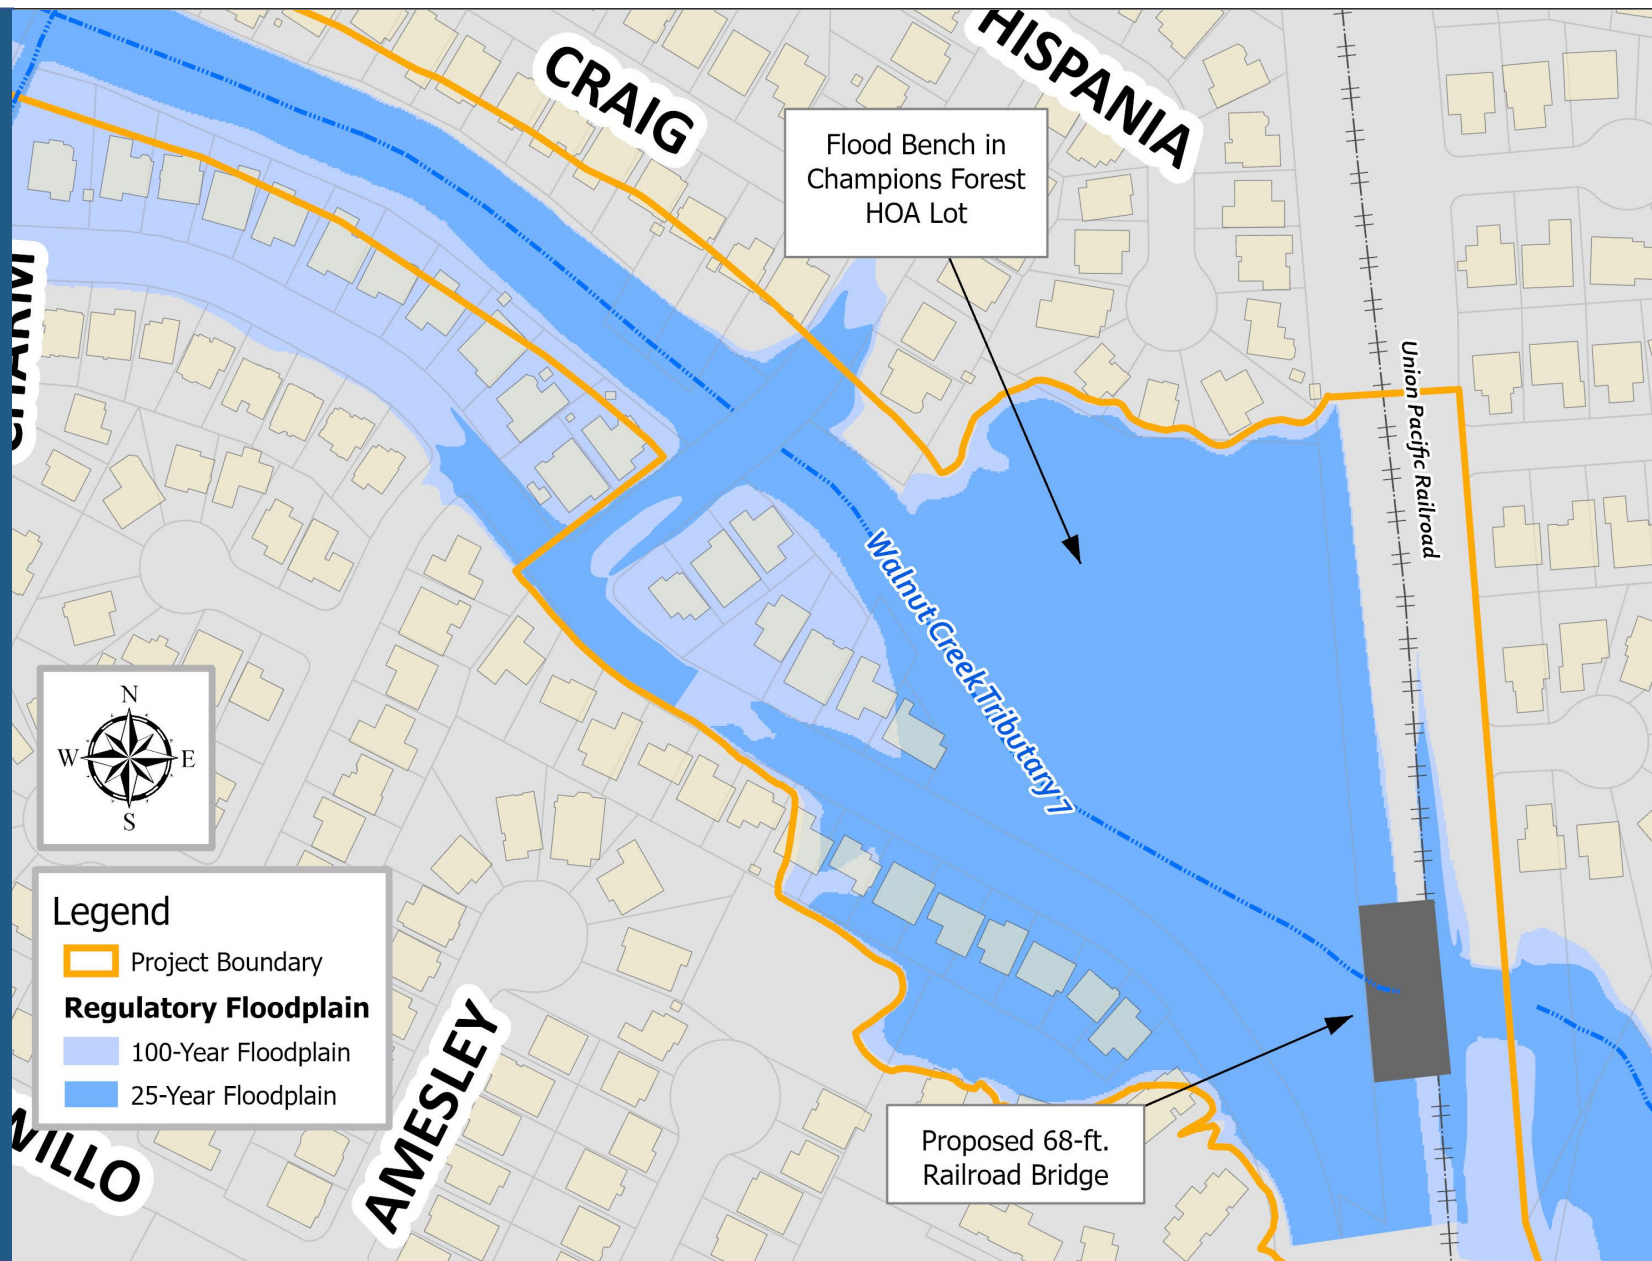 HISPANIA
CRAIG
Flood Bench in
Champions Forest
HOA Lot
Union Pacific Railroad
Walnut Creek Tributary 7
N
W
E
S
Legend
Project Boundary
Regulatory Floodplain
100-Year Floodplain
25-Year Floodplain
AMESLEY
WILLO
Proposed 68-ft.
Railroad Bridge